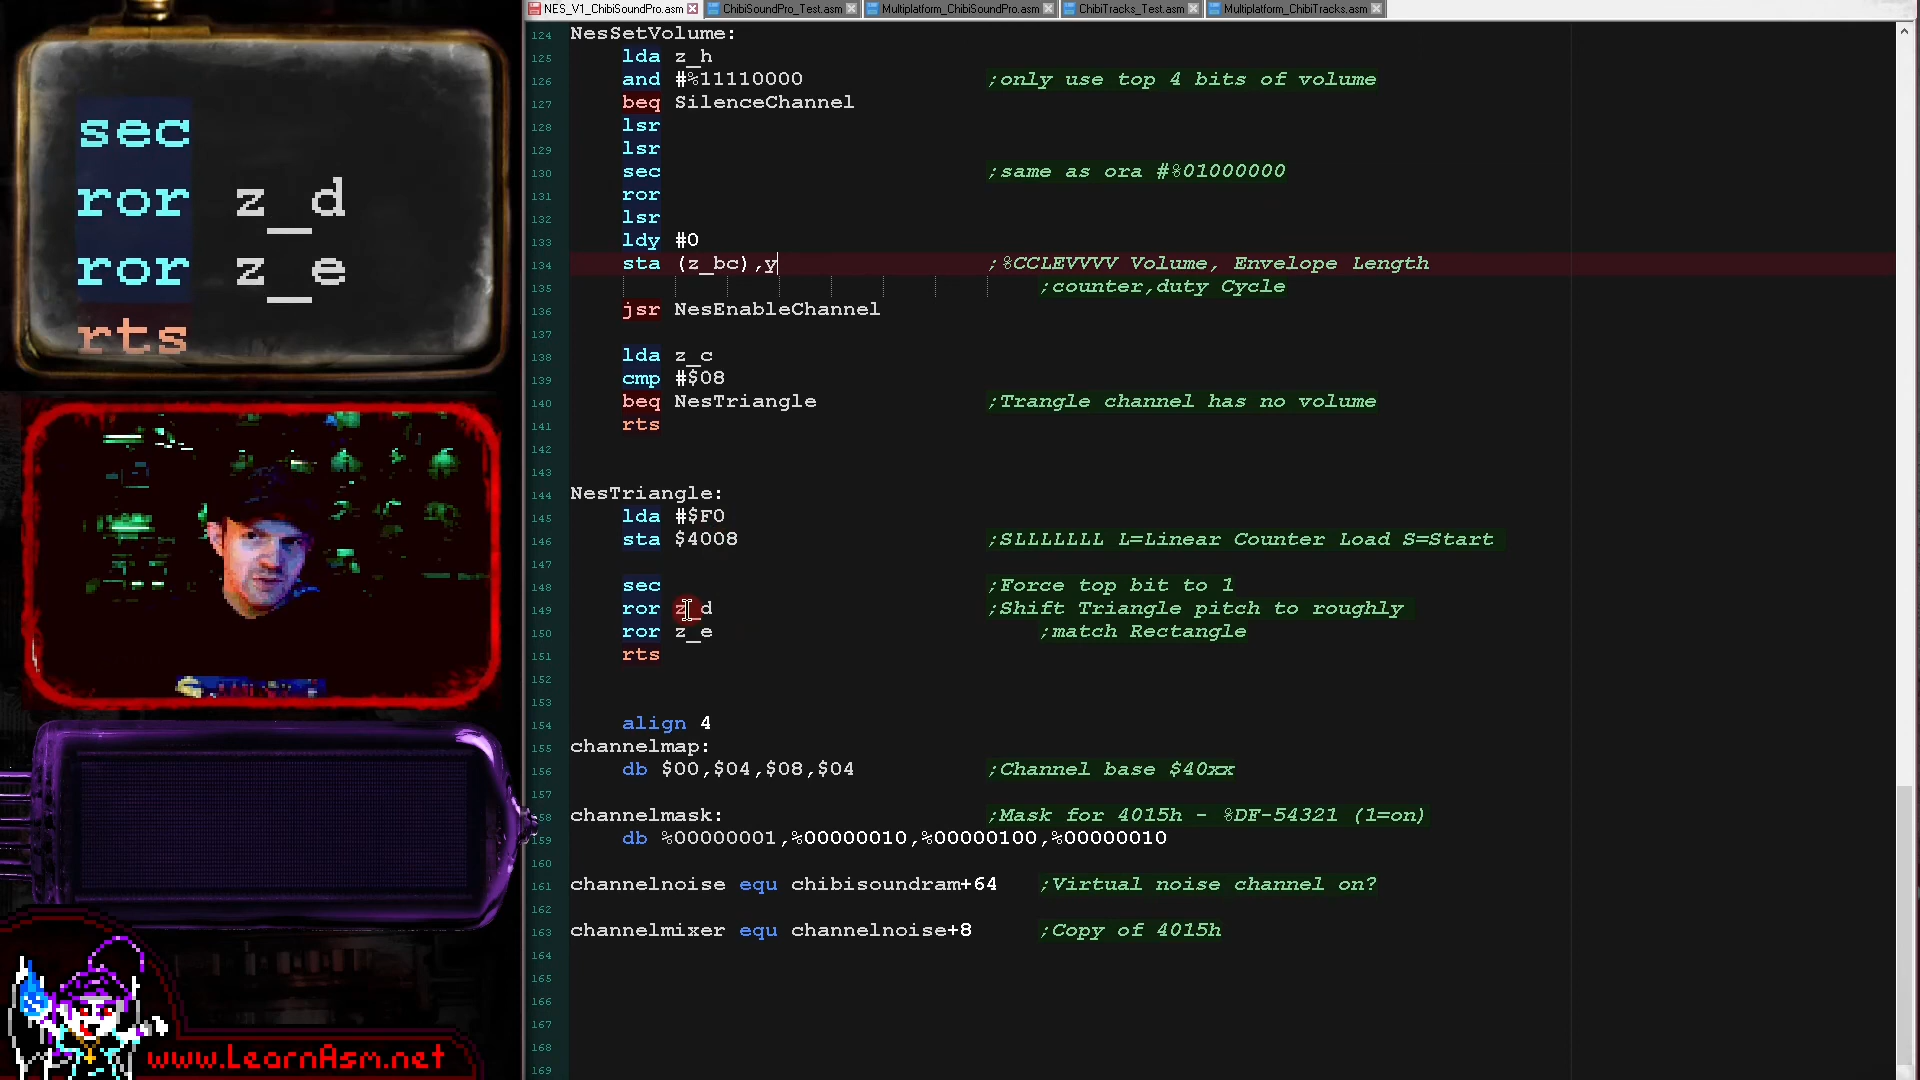 NES_V1_ChibiSoundPro.asm ChibiSoundPro_Test.asm Multiplatform_ChibiSoundPro.asm ChibiTracks_Test.asm Multiplatform_ChibiTracks.asm
sec
ror z_d
ror z_e
rts
www.LearnAsm.net
124 NesSetVolume:
125 lda z_h
126 and #%11110000 ;only use top 4 bits of volume
127 beq SilenceChannel
128 lsr
129 lsr
130 sec ;same as ora #%01000000
131 ror
132 lsr
133 ldy #0
134 sta (z_bc),y ;%CCLEVVVV Volume, Envelope Length
135 ;counter,duty Cycle
136 jsr NesEnableChannel
137
138 lda z_c
139 cmp #$08
140 beq NesTriangle ;Trangle channel has no volume
141 rts
142
143
144 NesTriangle:
145 lda #$F0
146 sta $4008 ;SLLLLLLL L=Linear Counter Load S=Start
147
148 sec ;Force top bit to 1
149 ror z_d ;Shift Triangle pitch to roughly
150 ror z_e ;match Rectangle
151 rts
152
153
154 align 4
155 channelmap:
156 db $00,$04,$08,$04 ;Channel base $40xx
157
158 channelmask: ;Mask for 4015h - %DF-54321 (1=on)
159 db %00000001,%00000010,%00000100,%00000010
160
161 channelnoise equ chibisoundram+64 ;Virtual noise channel on?
162
163 channelmixer equ channelnoise+8 ;Copy of 4015h
164
165
166
167
168
169